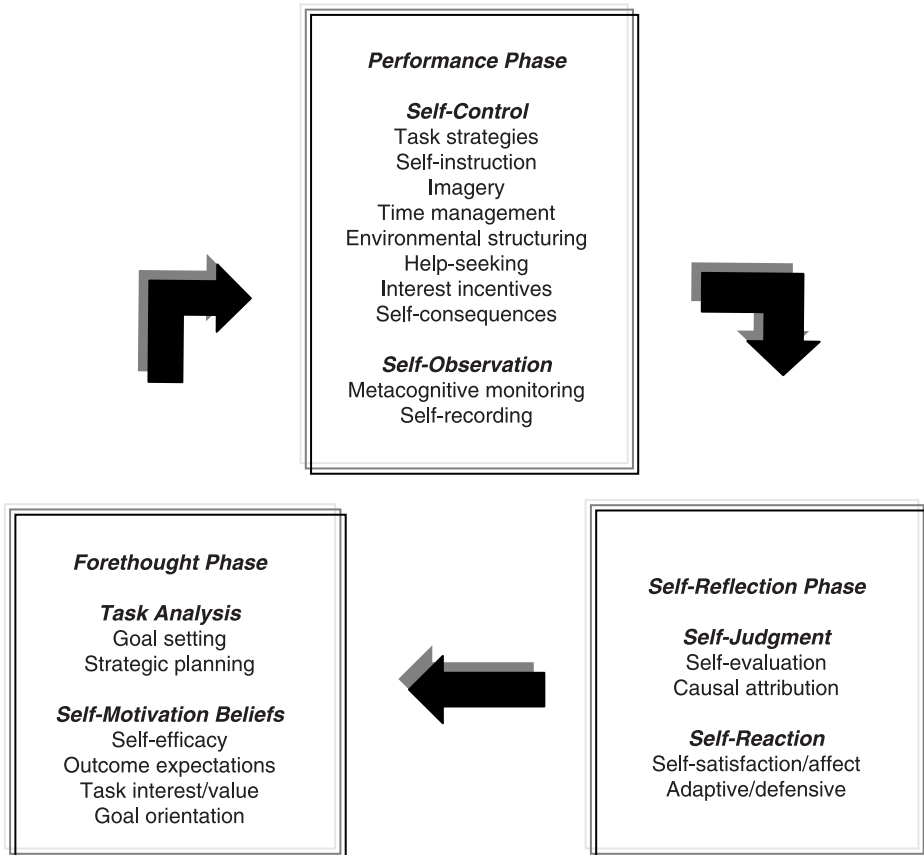 Performance Phase
Self-Control
Task strategies
Self-instruction
Imagery
Time management
Environmental structuring
Help-seeking
Interest incentives
Self-consequences
Self-Observation
Metacognitive monitoring
Self-recording
Forethought Phase
Task Analysis
Goal setting
Strategic planning
Self-Motivation Beliefs
Self-efficacy
Outcome expectations
Task interest/value
Goal orientation
Self-Reflection Phase
Self-Judgment
Self-evaluation
Causal attribution
Self-Reaction
Self-satisfaction/affect
Adaptive/defensive